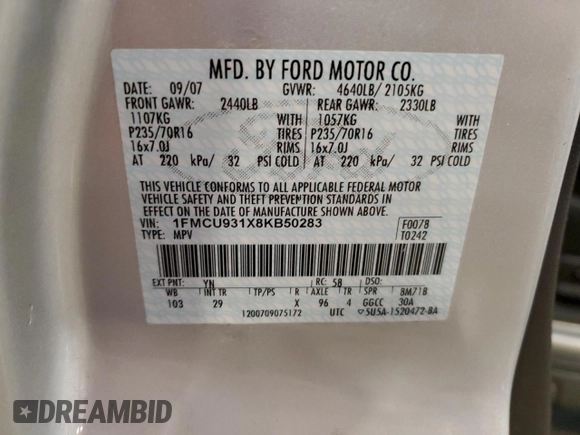 MFD. BY FORD MOTOR CO.
DATE: 09/07 GVWR: 4640LB/ 2105KG
FRONT GAWR: 2440LB REAR GAWR: 2330LB
1107KG WITH 1057KG WITH
P235/70R16 TIRES P235/70R16 TIRES
16x7.0J RIMS 16x7.0J RIMS
AT 220 kPa/ 32 PSI COLD AT 220 kPa/ 32 PSI COLD
THIS VEHICLE CONFORMS TO ALL APPLICABLE FEDERAL MOTOR
VEHICLE SAFETY AND THEFT PREVENTION STANDARDS IN
EFFECT ON THE DATE OF MANUFACTURE SHOWN ABOVE.
VIN: 1FMCU931X8KB50283 F0078
TYPE: MPV T0242
EXT PNT: YN RC: 58 DSO:
WB INT TR TP/PS R AXLE TR SPR BM71B
103 29 X 96 4 GGCC 30A
1200709075172 UTC 5U5A-1520472-BA
DREAMBID